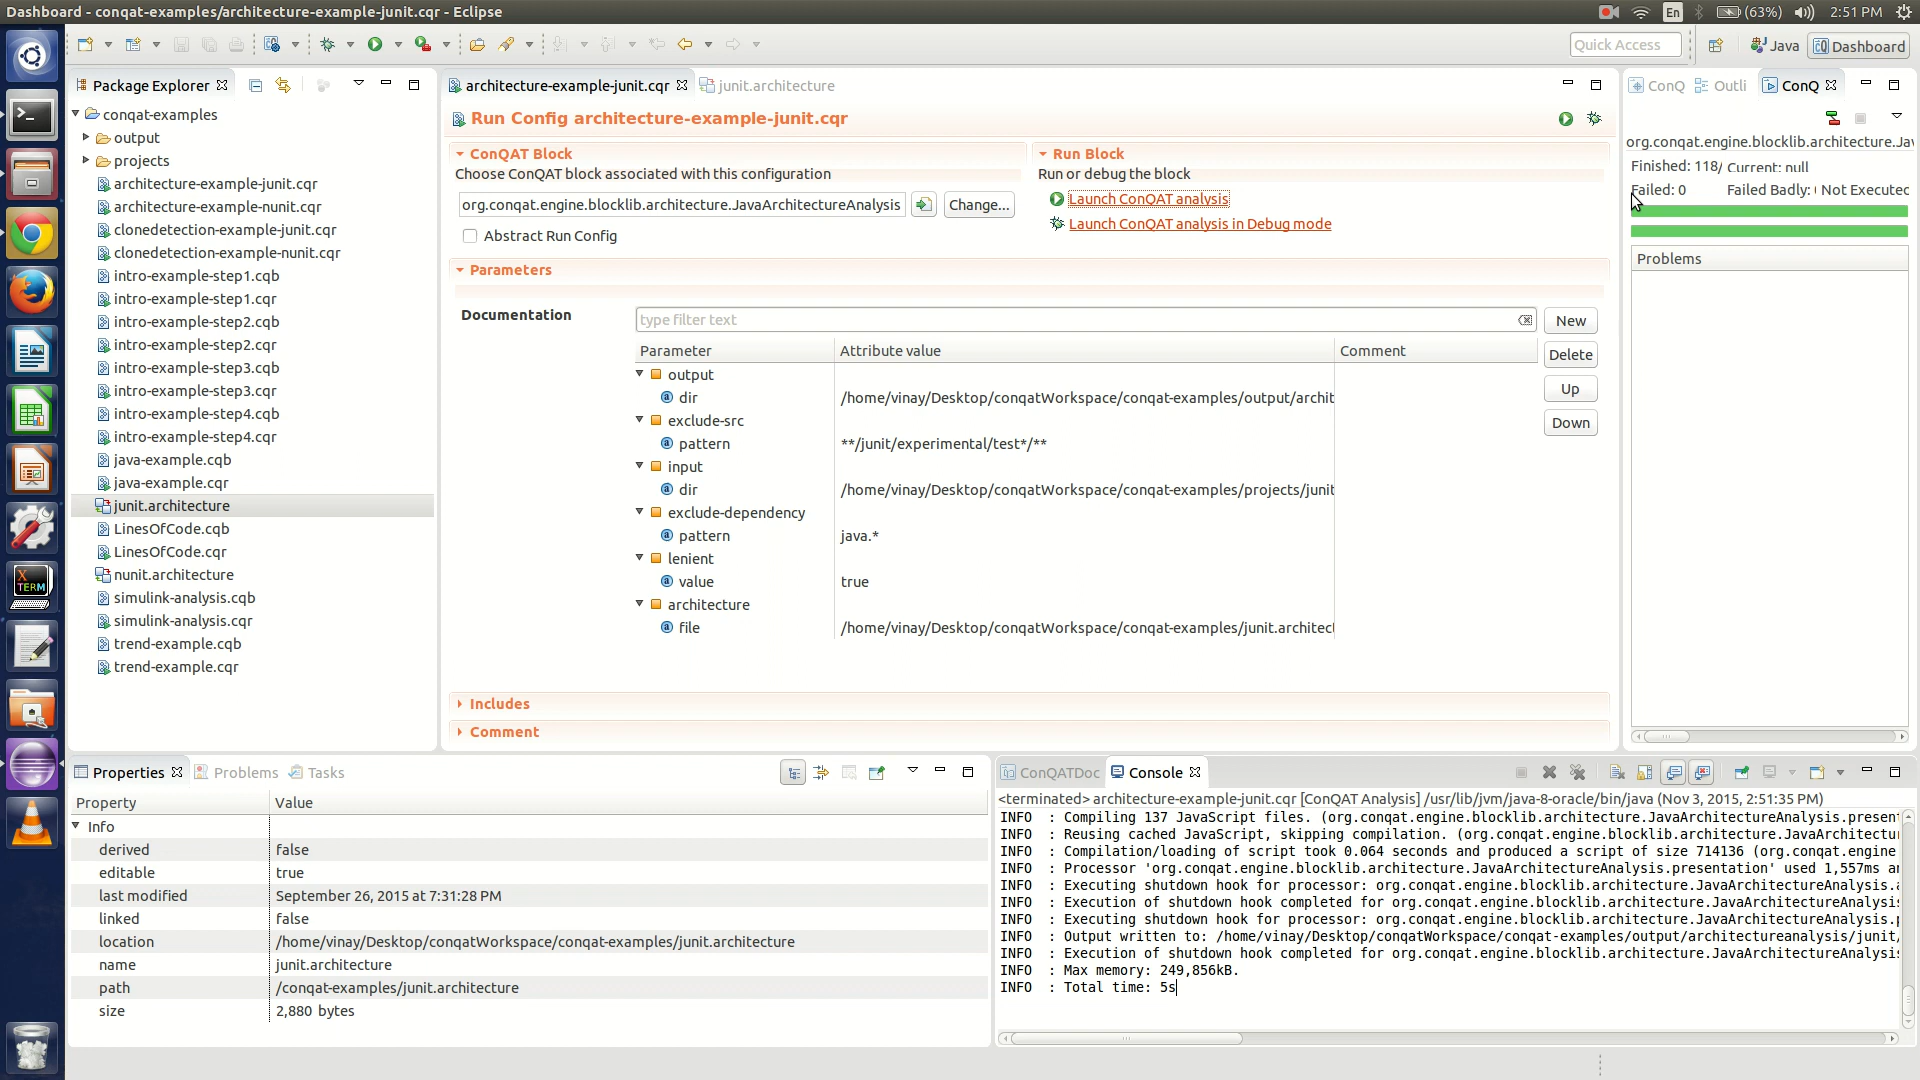 Dashboard - conqat-examples/architecture-example-junit.cqr - Eclipse
En
(63%)
2:51 PM
Quick Access
Java
Dashboard
Package Explorer
conqat-examples
output
projects
architecture-example-junit.cqr
architecture-example-nunit.cqr
clonedetection-example-junit.cqr
clonedetection-example-nunit.cqr
intro-example-step1.cqb
intro-example-step1.cqr
intro-example-step2.cqb
intro-example-step2.cqr
intro-example-step3.cqb
intro-example-step3.cqr
intro-example-step4.cqb
intro-example-step4.cqr
java-example.cqb
java-example.cqr
junit.architecture
LinesOfCode.cqb
LinesOfCode.cqr
nunit.architecture
simulink-analysis.cqb
simulink-analysis.cqr
trend-example.cqb
trend-example.cqr
architecture-example-junit.cqr
junit.architecture
Run Config architecture-example-junit.cqr
ConQAT Block
Choose ConQAT block associated with this configuration
org.conqat.engine.blocklib.architecture.JavaArchitectureAnalysis
Change...
Abstract Run Config
Run Block
Run or debug the block
Launch ConQAT analysis
Launch ConQAT analysis in Debug mode
Parameters
Documentation
type filter text
New
Delete
Up
Down
Parameter Attribute value Comment
output
dir /home/vinay/Desktop/conqatWorkspace/conqat-examples/output/archit
exclude-src
pattern **/junit/experimental/test*/**
input
dir /home/vinay/Desktop/conqatWorkspace/conqat-examples/projects/junit
exclude-dependency
pattern java.*
lenient
value true
architecture
file /home/vinay/Desktop/conqatWorkspace/conqat-examples/junit.architect
Includes
Comment
ConQ
Outli
ConQ
org.conqat.engine.blocklib.architecture.Jav
Finished: 118/ Current: null
Failed: 0 Failed Badly: Not Executed
Problems
Properties
Problems
Tasks
Property Value
Info
derived false
editable true
last modified September 26, 2015 at 7:31:28 PM
linked false
location /home/vinay/Desktop/conqatWorkspace/conqat-examples/junit.architecture
name junit.architecture
path /conqat-examples/junit.architecture
size 2,880 bytes
ConQATDoc
Console
<terminated> architecture-example-junit.cqr [ConQAT Analysis] /usr/lib/jvm/java-8-oracle/bin/java (Nov 3, 2015, 2:51:35 PM)
INFO : Compiling 137 JavaScript files. (org.conqat.engine.blocklib.architecture.JavaArchitectureAnalysis.present
INFO : Reusing cached JavaScript, skipping compilation. (org.conqat.engine.blocklib.architecture.JavaArchitectur
INFO : Compilation/loading of script took 0.064 seconds and produced a script of size 714136 (org.conqat.engine
INFO : Processor 'org.conqat.engine.blocklib.architecture.JavaArchitectureAnalysis.presentation' used 1,557ms an
INFO : Executing shutdown hook for processor: org.conqat.engine.blocklib.architecture.JavaArchitectureAnalysis.a
INFO : Execution of shutdown hook completed for org.conqat.engine.blocklib.architecture.JavaArchitectureAnalysis
INFO : Executing shutdown hook for processor: org.conqat.engine.blocklib.architecture.JavaArchitectureAnalysis.p
INFO : Output written to: /home/vinay/Desktop/conqatWorkspace/conqat-examples/output/architectureanalysis/junit/
INFO : Execution of shutdown hook completed for org.conqat.engine.blocklib.architecture.JavaArchitectureAnalysis
INFO : Max memory: 249,856kB.
INFO : Total time: 5s
X
TERM